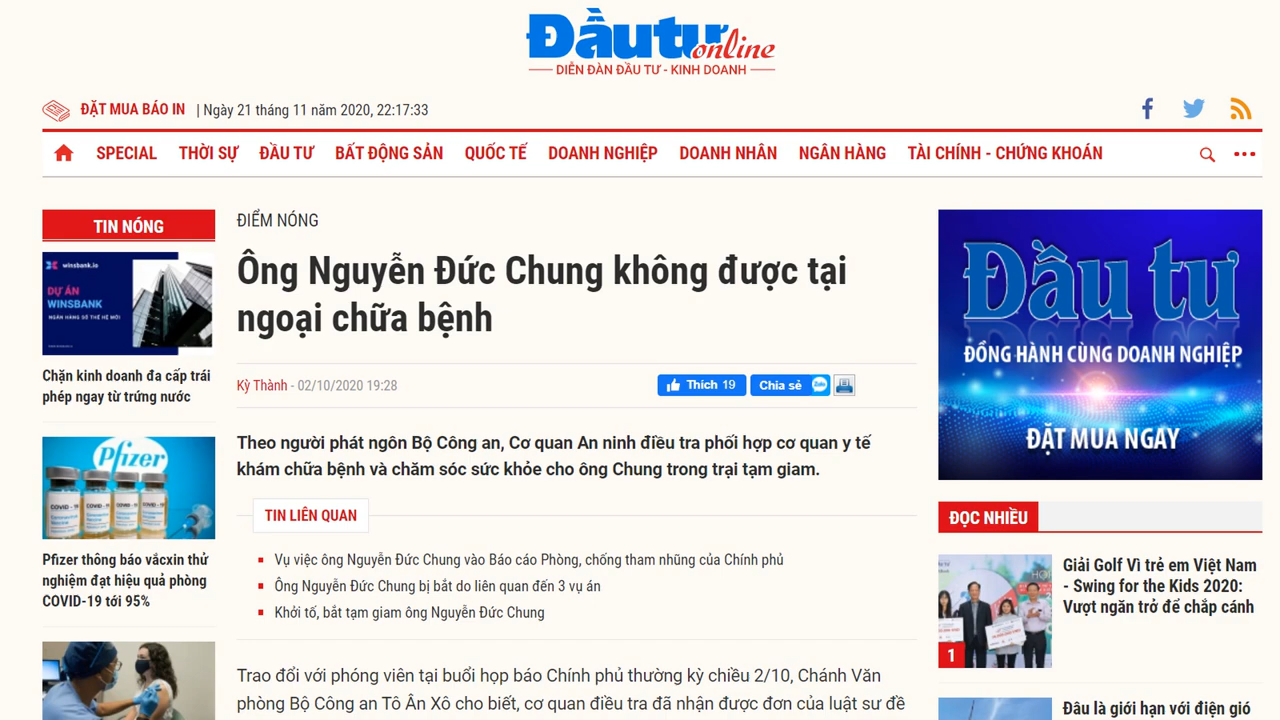 Đầu tư online
DIỄN ĐÀN ĐẦU TƯ - KINH DOANH
ĐẶT MUA BÁO IN | Ngày 21 tháng 11 năm 2020, 22:17:33
SPECIAL THỜI SỰ ĐẦU TƯ BẤT ĐỘNG SẢN QUỐC TẾ DOANH NGHIỆP DOANH NHÂN NGÂN HÀNG TÀI CHÍNH - CHỨNG KHOÁN
TIN NÓNG
winsbank.io
DỰ ÁN
WINSBANK
NGÂN HÀNG SỐ THẾ HỆ MỚI
Chặn kinh doanh đa cấp trái
phép ngay từ trứng nước
Pfizer
COVID-19
COVID-19
COVID-19
COVID-19
Pfizer thông báo vắcxin thử
nghiệm đạt hiệu quả phòng
COVID-19 tới 95%
ĐIỂM NÓNG
Ông Nguyễn Đức Chung không được tại
ngoại chữa bệnh
Kỳ Thành - 02/10/2020 19:28
Thích 19 Chia sẻ Zalo
Theo người phát ngôn Bộ Công an, Cơ quan An ninh điều tra phối hợp cơ quan y tế
khám chữa bệnh và chăm sóc sức khỏe cho ông Chung trong trại tạm giam.
TIN LIÊN QUAN
Vụ việc ông Nguyễn Đức Chung vào Báo cáo Phòng, chống tham nhũng của Chính phủ
Ông Nguyễn Đức Chung bị bắt do liên quan đến 3 vụ án
Khởi tố, bắt tạm giam ông Nguyễn Đức Chung
Trao đổi với phóng viên tại buổi họp báo Chính phủ thường kỳ chiều 2/10, Chánh Văn
phòng Bộ Công an Tô Ân Xô cho biết, cơ quan điều tra đã nhận được đơn của luật sư đề
Đầu tư
ĐỒNG HÀNH CÙNG DOANH NGHIỆP
ĐẶT MUA NGAY
ĐỌC NHIỀU
1
Giải Golf Vì trẻ em Việt Nam
- Swing for the Kids 2020:
Vượt ngăn trở để chắp cánh
Đâu là giới hạn với điện gió